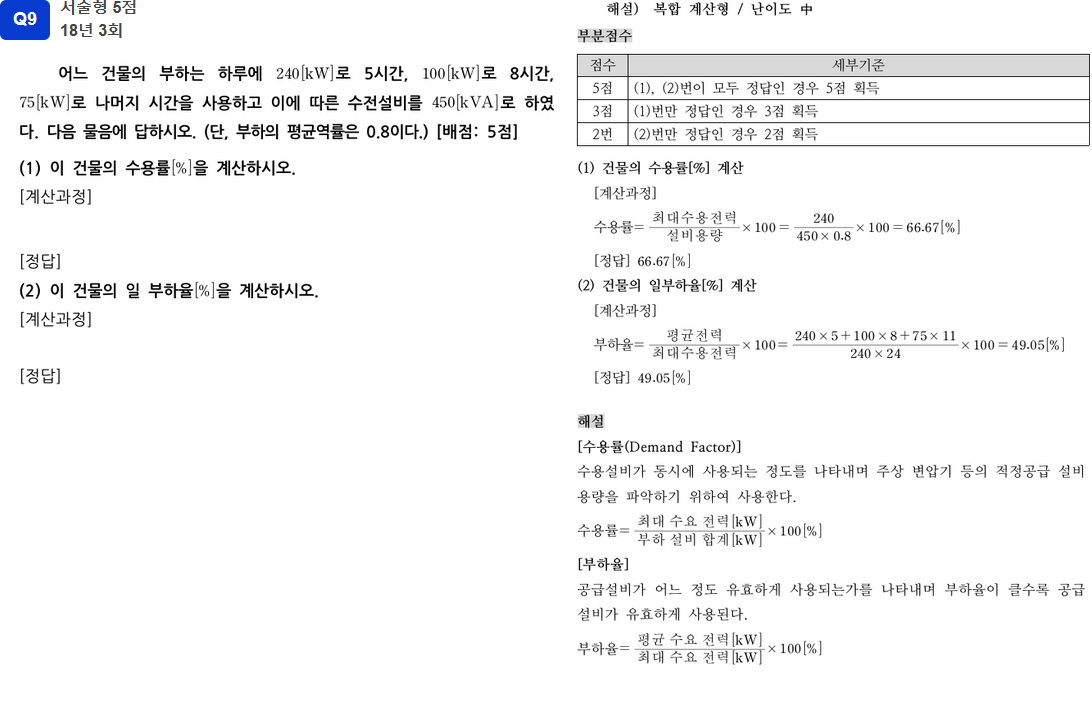 Q9
서술형 5점
18년 3회
어느 건물의 부하는 하루에 240[kW]로 5시간, 100[kW]로 8시간,
75[kW]로 나머지 시간을 사용하고 이에 따른 수전설비를 450[kVA]로 하였
다. 다음 물음에 답하시오. (단, 부하의 평균역률은 0.8이다.) [배점: 5점]
(1) 이 건물의 수용률[%]을 계산하시오.
[계산과정]
[정답]
(2) 이 건물의 일 부하율[%]을 계산하시오.
[계산과정]
[정답]
해설) 복합 계산형 / 난이도 中
부분점수
점수 세부기준
5점 (1), (2)번이 모두 정답인 경우 5점 획득
3점 (1)번만 정답인 경우 3점 획득
2번 (2)번만 정답인 경우 2점 획득
(1) 건물의 수용률[%] 계산
[계산과정]
수용률= 최대수용전력/설비용량 × 100 = 240/(450 × 0.8) × 100 = 66.67[%]
[정답] 66.67[%]
(2) 건물의 일부하율[%] 계산
[계산과정]
부하율= 평균전력/최대수용전력 × 100 = (240 × 5 + 100 × 8 + 75 × 11)/(240 × 24) × 100 = 49.05[%]
[정답] 49.05[%]
해설
[수용률(Demand Factor)]
수용설비가 동시에 사용되는 정도를 나타내며 주상 변압기 등의 적정공급 설비
용량을 파악하기 위하여 사용한다.
수용률= 최대 수요 전력[kW]/부하 설비 합계[kW] × 100[%]
[부하율]
공급설비가 어느 정도 유효하게 사용되는가를 나타내며 부하율이 클수록 공급
설비가 유효하게 사용된다.
부하율= 평균 수요 전력[kW]/최대 수요 전력[kW] × 100[%]